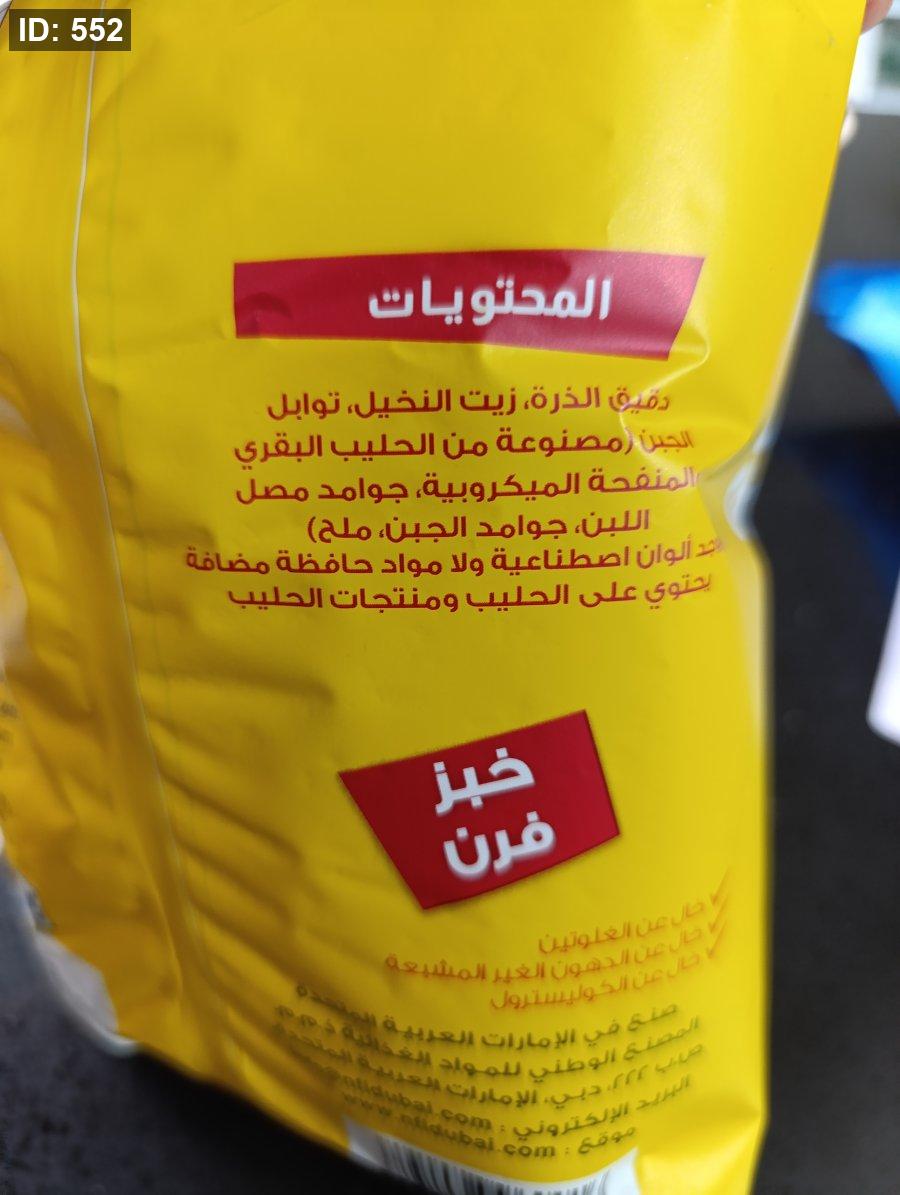 ID: 552
المحتويات
دقيق الذرة، زيت النخيل، توابل
الجبن (مصنوعة من الحليب البقري
المنفحة الميكروبية، جوامد مصل
اللبن، جوامد الجبن، ملح)
ألوان اصطناعية ولا مواد حافظة مضافة
يحتوي على الحليب ومنتجات الحليب
خبز
فرن
خال عن الغلوتين
خال عن الدهون الغير المشبعة
خال عن الكوليسترول
صنع في الإمارات العربية المتحدة
المصنع الوطني للمواد الغذائية ذ.م.م
ص.ب ٢٢٢، دبي، الإمارات العربية المتحدة
البريد الإلكتروني :
موقع : www.nfidubai.com